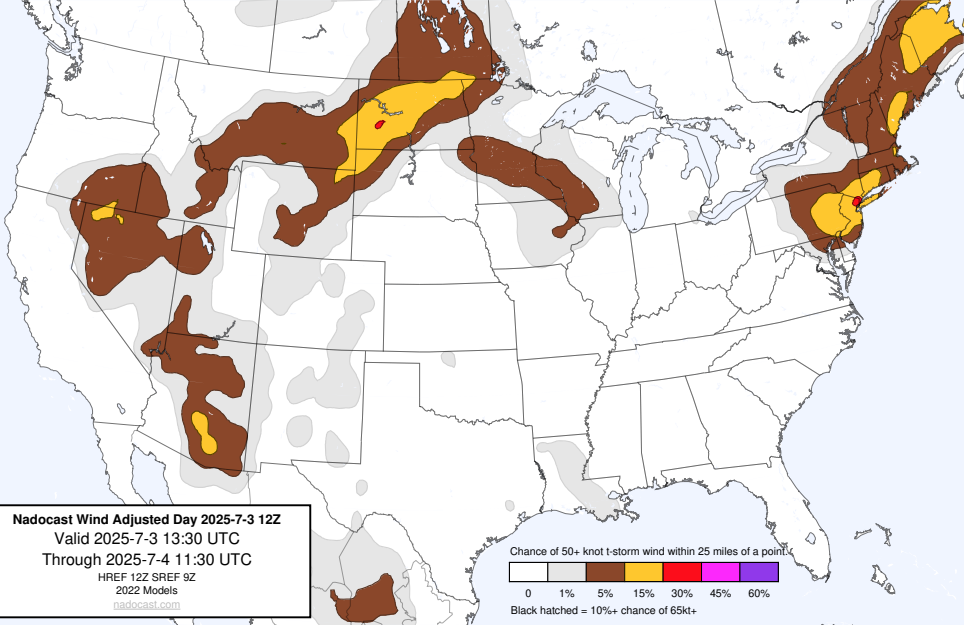 Nadocast Wind Adjusted Day 2025-7-3 12Z
Valid 2025-7-3 13:30 UTC
Through 2025-7-4 11:30 UTC
HREF 12Z SREF 9Z
2022 Models
nadocast.com
Chance of 50+ knot t-storm wind within 25 miles of a point.
0 1% 5% 15% 30% 45% 60%
Black hatched = 10%+ chance of 65kt+